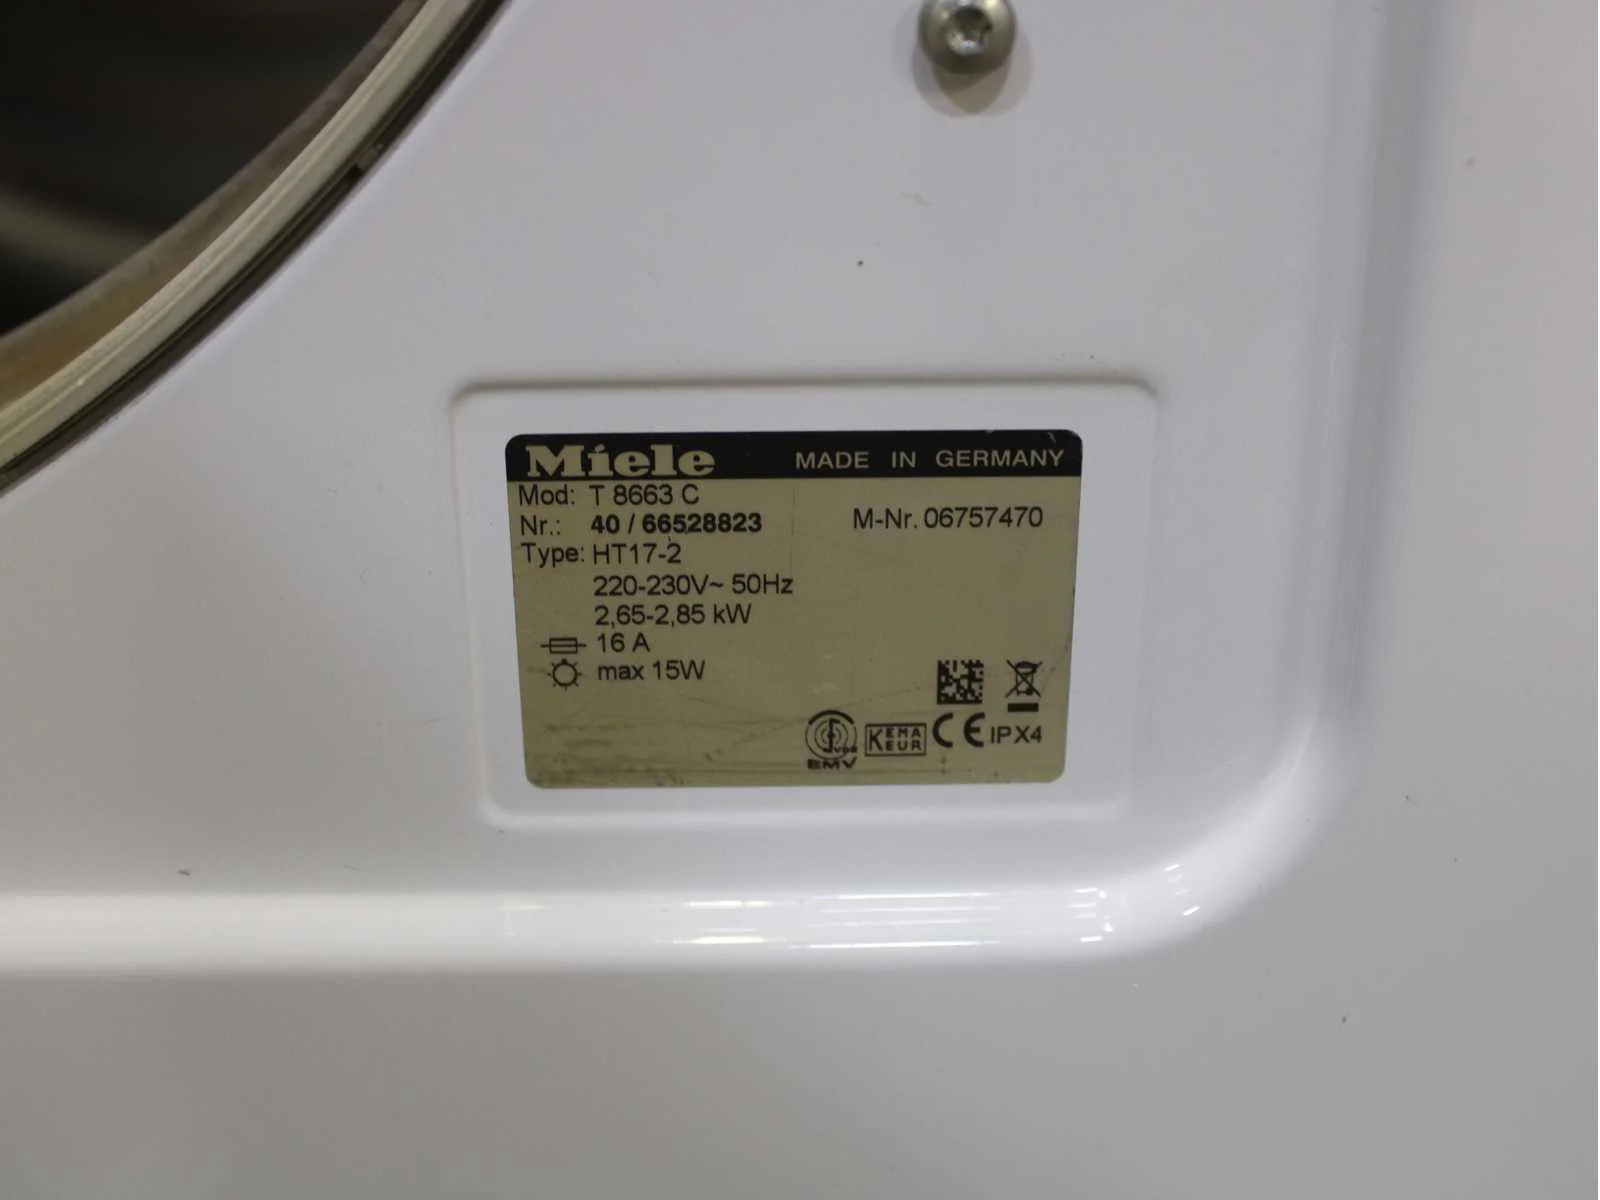 Miele MADE IN GERMANY
Mod: T 8663 C
Nr.: 40 / 66528823 M-Nr. 06757470
Type: HT17-2
220-230V~ 50Hz
2,65-2,85 kW
16 A
max 15W
VDE
EMV
KEMA
EUR
CE IPX4